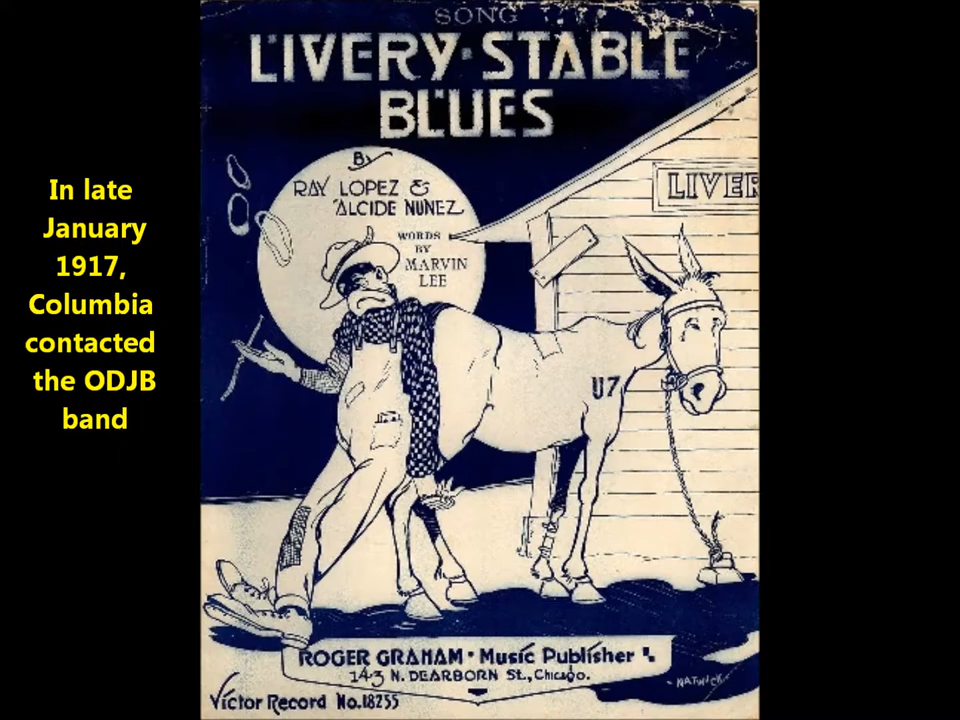 In late
January
1917,
Columbia
contacted
the ODJB
band
SONG
LIVERY·STABLE
BLUES
By
RAY LOPEZ &
ALCIDE NUNEZ
WORDS
BY
MARVIN
LEE
LIVER
U7
ROGER GRAHAM · Music Publisher
143 N. DEARBORN ST., Chicago.
NATWICK
Victor Record No. 18255